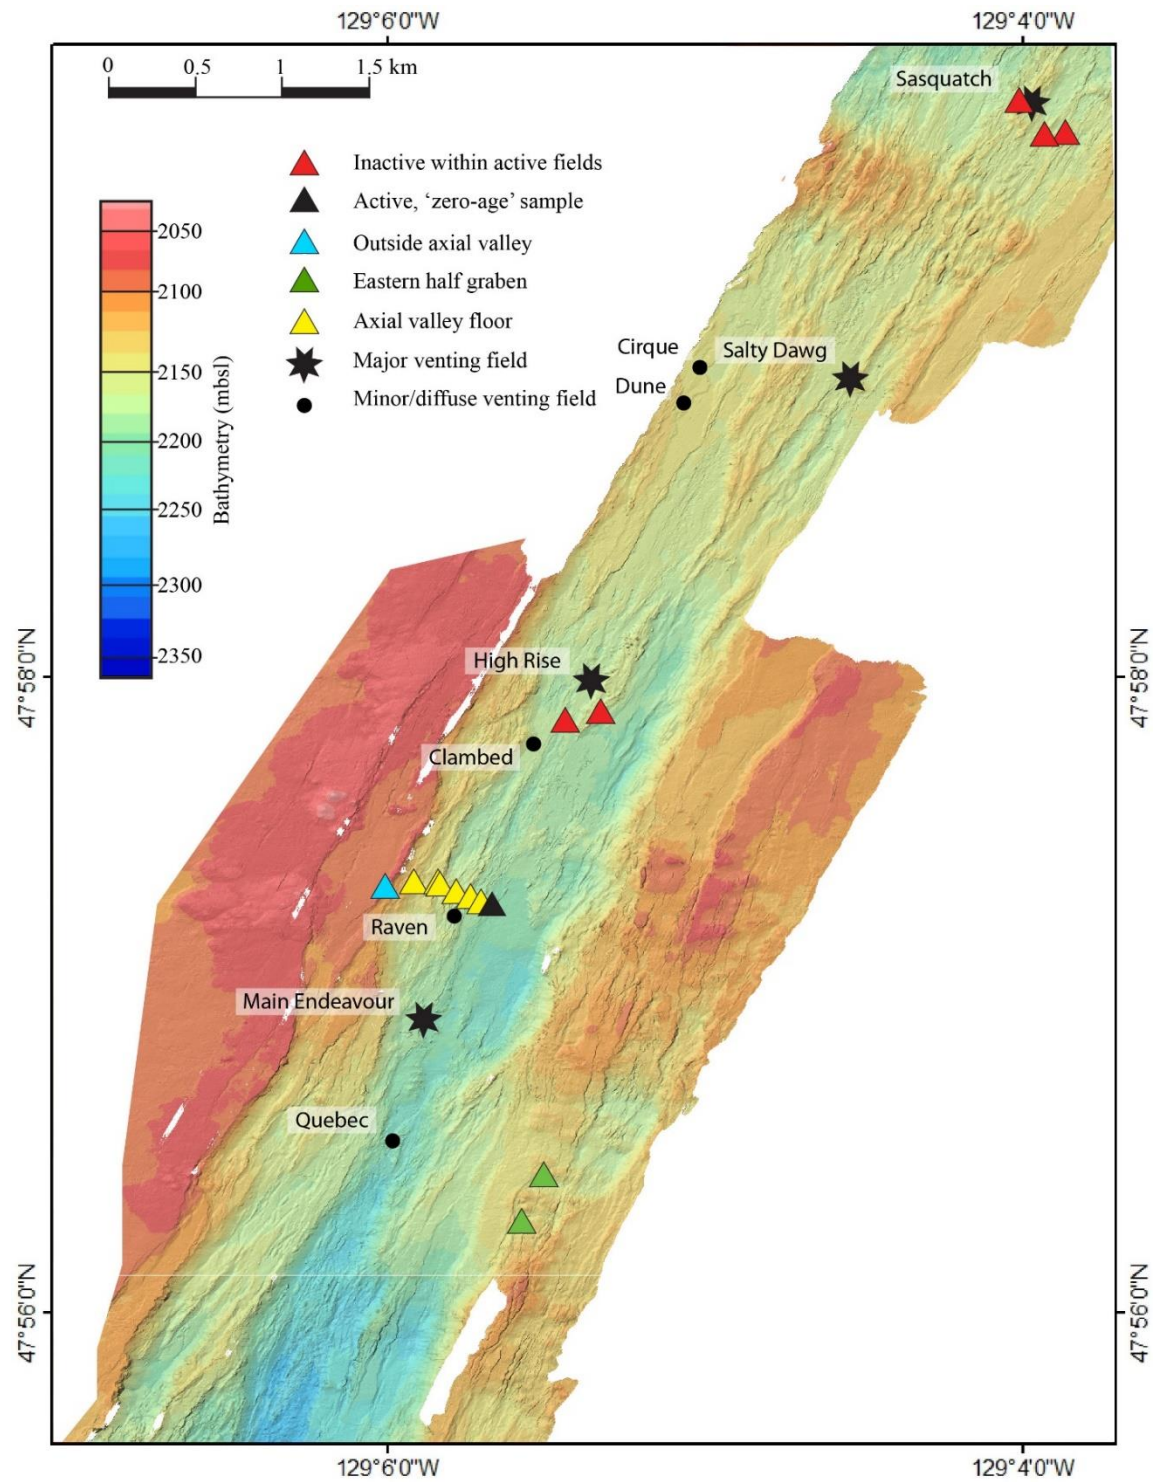 129°6'0"W
129°4'0"W
0 0.5 1 1.5 km
Sasquatch
Inactive within active fields
Active, ‘zero-age’ sample
Outside axial valley
Eastern half graben
Axial valley floor
Major venting field
Minor/diffuse venting field
2050
2100
2150
2200
2250
2300
2350
Bathymetry (mbsl)
Cirque
Salty Dawg
Dune
47°58'0"N
47°58'0"N
High Rise
Clambed
Raven
Main Endeavour
Quebec
47°56'0"N
47°56'0"N
129°6'0"W
129°4'0"W